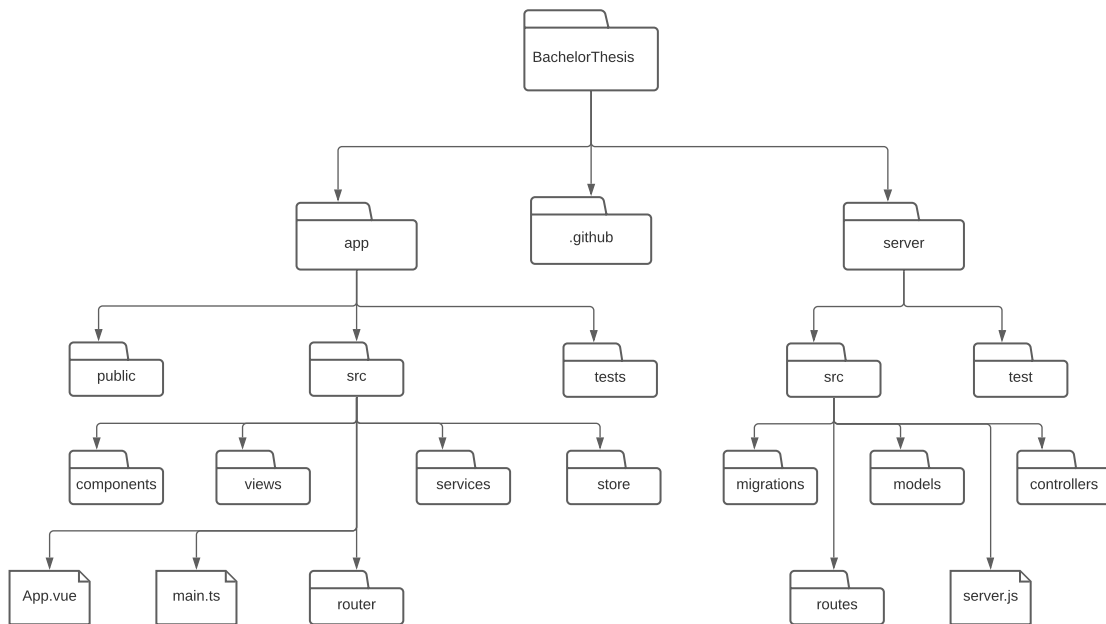 BachelorThesis
app
.github
server
public
src
tests
src
test
components
views
services
store
migrations
models
controllers
App.vue
main.ts
router
routes
server.js